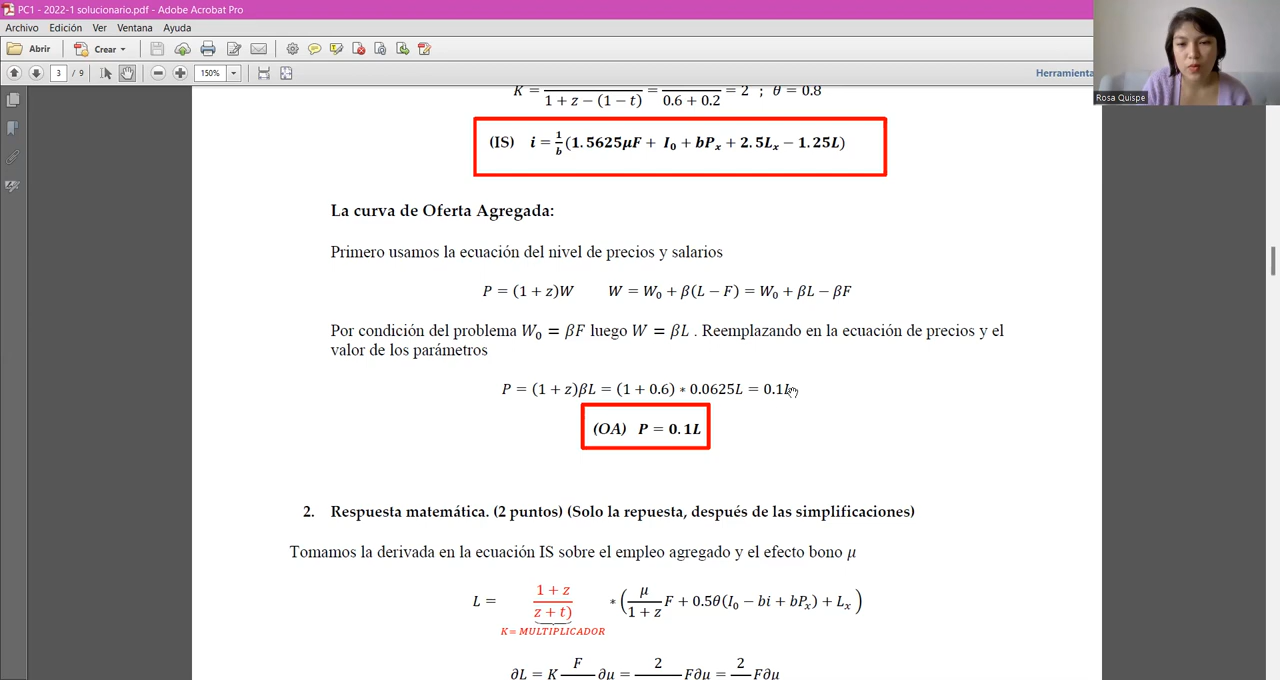 PC1 - 2022-1 solucionario.pdf - Adobe Acrobat Pro
Archivo Edición Ver Ventana Ayuda
Abrir Crear
3 / 9 150% Herramienta
Rosa Quispe
K = ‾1 + z − (1 − t) = ‾0.6 + 0.2 = 2 ; θ = 0.8
(IS) i = 1/b (1.5625μF + I₀ + bPₓ + 2.5Lₓ − 1.25L)
La curva de Oferta Agregada:
Primero usamos la ecuación del nivel de precios y salarios
P = (1 + z)W W = W₀ + β(L − F) = W₀ + βL − βF
Por condición del problema W₀ = βF luego W = βL . Reemplazando en la ecuación de precios y el
valor de los parámetros
P = (1 + z)βL = (1 + 0.6) ∗ 0.0625L = 0.1L
(OA) P = 0.1L
2. Respuesta matemática. (2 puntos) (Solo la repuesta, después de las simplificaciones)
Tomamos la derivada en la ecuación IS sobre el empleo agregado y el efecto bono μ
L = 1 + z / z + t) ∗ (μ / 1 + z F + 0.5θ(I₀ − bi + bPₓ) + Lₓ )
K = MULTIPLICADOR
∂L = K F ∂μ = 2 F∂μ = 2 F∂μ